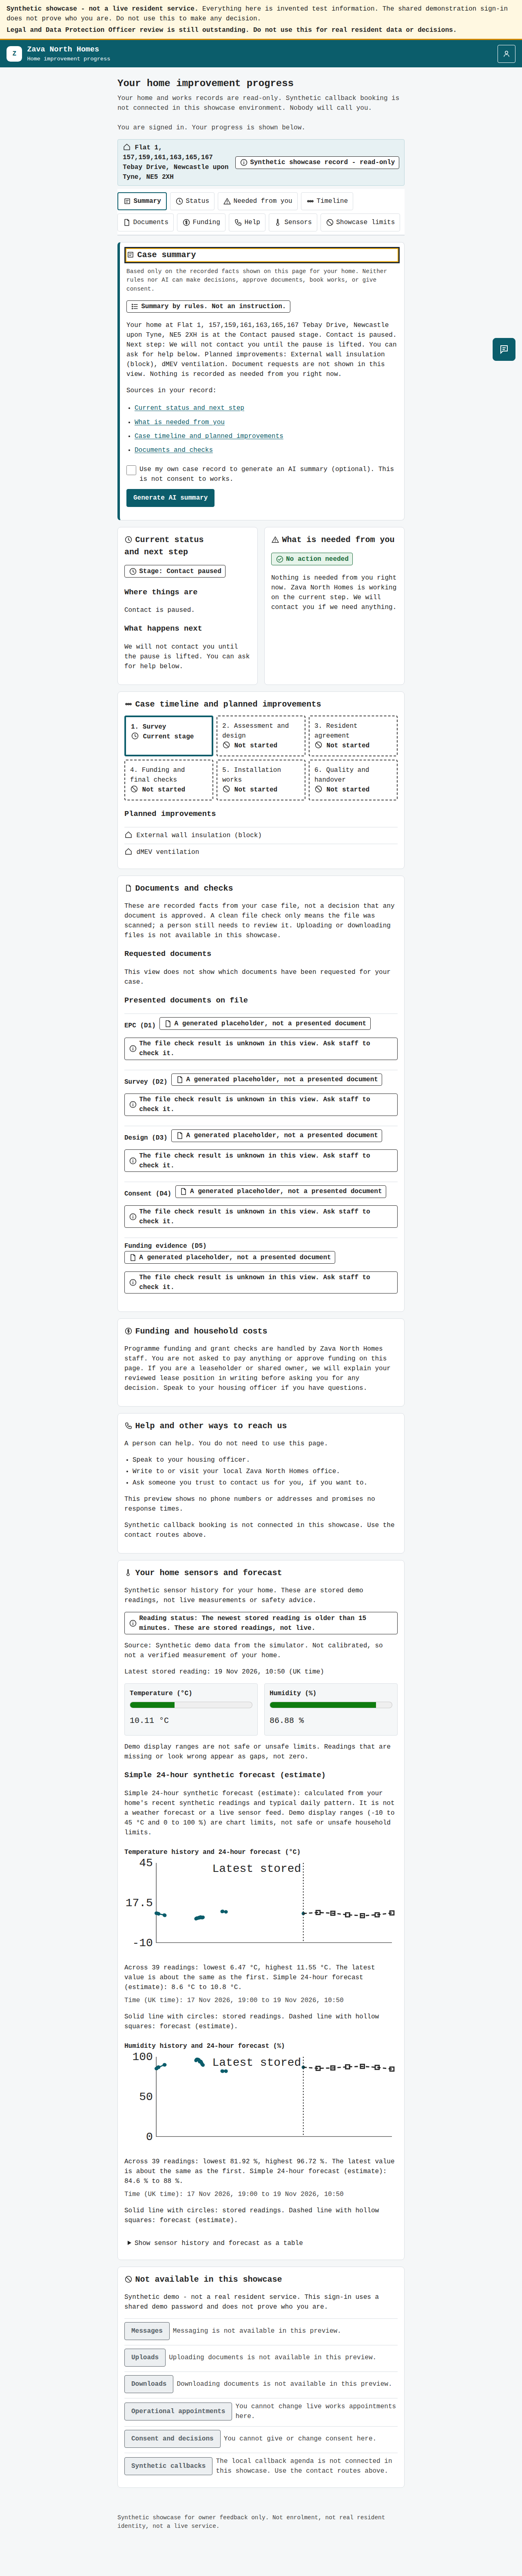 Synthetic showcase - not a live resident service. Everything here is invented test information. The shared demonstration sign-in
does not prove who you are. Do not use this to make any decision.
Legal and Data Protection Officer review is still outstanding. Do not use this for real resident data or decisions.
Z
Zava North Homes
Home improvement progress
Your home improvement progress
Your home and works records are read-only. Synthetic callback booking is
not connected in this showcase environment. Nobody will call you.
You are signed in. Your progress is shown below.
Flat 1,
157,159,161,163,165,167
Tebay Drive, Newcastle upon
Tyne, NE5 2XH
Synthetic showcase record - read-only
Summary
Status
Needed from you
Timeline
Documents
Funding
Help
Sensors
Showcase limits
Case summary
Based only on the recorded facts shown on this page for your home. Neither
rules nor AI can make decisions, approve documents, book works, or give
consent.
Summary by rules. Not an instruction.
Your home at Flat 1, 157,159,161,163,165,167 Tebay Drive, Newcastle
upon Tyne, NE5 2XH is at the Contact paused stage. Contact is paused.
Next step: We will not contact you until the pause is lifted. You can
ask for help below. Planned improvements: External wall insulation
(block), dMEV ventilation. Document requests are not shown in this
view. Nothing is recorded as needed from you right now.
Sources in your record:
• Current status and next step
• What is needed from you
• Case timeline and planned improvements
• Documents and checks
Use my own case record to generate an AI summary (optional). This
is not consent to works.
Generate AI summary
Current status
and next step
Stage: Contact paused
Where things are
Contact is paused.
What happens next
We will not contact you until
the pause is lifted. You can ask
for help below.
What is needed from you
No action needed
Nothing is needed from you right
now. Zava North Homes is working
on the current step. We will
contact you if we need anything.
Case timeline and planned improvements
1. Survey
Current stage
2. Assessment and
design
Not started
3. Resident
agreement
Not started
4. Funding and
final checks
Not started
5. Installation
works
Not started
6. Quality and
handover
Not started
Planned improvements
External wall insulation (block)
dMEV ventilation
Documents and checks
These are recorded facts from your case file, not a decision that any
document is approved. A clean file check only means the file was
scanned; a person still needs to review it. Uploading or downloading
files is not available in this showcase.
Requested documents
This view does not show which documents have been requested for your
case.
Presented documents on file
EPC (D1)
A generated placeholder, not a presented document
The file check result is unknown in this view. Ask staff to
check it.
Survey (D2)
A generated placeholder, not a presented document
The file check result is unknown in this view. Ask staff to
check it.
Design (D3)
A generated placeholder, not a presented document
The file check result is unknown in this view. Ask staff to
check it.
Consent (D4)
A generated placeholder, not a presented document
The file check result is unknown in this view. Ask staff to
check it.
Funding evidence (D5)
A generated placeholder, not a presented document
The file check result is unknown in this view. Ask staff to
check it.
Funding and household costs
Programme funding and grant checks are handled by Zava North Homes
staff. You are not asked to pay anything or approve funding on this
page. If you are a leaseholder or shared owner, we will explain your
reviewed lease position in writing before asking you for any
decision. Speak to your housing officer if you have questions.
Help and other ways to reach us
A person can help. You do not need to use this page.
• Speak to your housing officer.
• Write to or visit your local Zava North Homes office.
• Ask someone you trust to contact us for you, if you want to.
This preview shows no phone numbers or addresses and promises no
response times.
Synthetic callback booking is not connected in this showcase. Use the
contact routes above.
Your home sensors and forecast
Synthetic sensor history for your home. These are stored demo
readings, not live measurements or safety advice.
Reading status: The newest stored reading is older than 15
minutes. These are stored readings, not live.
Source: Synthetic demo data from the simulator. Not calibrated, so
not a verified measurement of your home.
Latest stored reading: 19 Nov 2026, 10:50 (UK time)
Temperature (°C)
10.11 °C
Humidity (%)
86.88 %
Demo display ranges are not safe or unsafe limits. Readings that are
missing or look wrong appear as gaps, not zero.
Simple 24-hour synthetic forecast (estimate)
Simple 24-hour synthetic forecast (estimate): calculated from your
home's recent synthetic readings and typical daily pattern. It is not
a weather forecast or a live sensor feed. Demo display ranges (-10 to
45 °C and 0 to 100 %) are chart limits, not safe or unsafe household
limits.
Temperature history and 24-hour forecast (°C)
45
Latest stored
17.5
-10
Across 39 readings: lowest 6.47 °C, highest 11.55 °C. The latest
value is about the same as the first. Simple 24-hour forecast
(estimate): 8.6 °C to 10.8 °C.
Time (UK time): 17 Nov 2026, 19:00 to 19 Nov 2026, 10:50
Solid line with circles: stored readings. Dashed line with hollow
squares: forecast (estimate).
Humidity history and 24-hour forecast (%)
100
Latest stored
50
0
Across 39 readings: lowest 81.92 %, highest 96.72 %. The latest value
is about the same as the first. Simple 24-hour forecast (estimate):
84.6 % to 88 %.
Time (UK time): 17 Nov 2026, 19:00 to 19 Nov 2026, 10:50
Solid line with circles: stored readings. Dashed line with hollow
squares: forecast (estimate).
Show sensor history and forecast as a table
Not available in this showcase
Synthetic demo - not a real resident service. This sign-in uses a
shared demo password and does not prove who you are.
Messages
Messaging is not available in this preview.
Uploads
Uploading documents is not available in this preview.
Downloads
Downloading documents is not available in this preview.
Operational appointments
You cannot change live works appointments
here.
Consent and decisions
You cannot give or change consent here.
Synthetic callbacks
The local callback agenda is not connected in
this showcase. Use the contact routes above.
Synthetic showcase for owner feedback only. Not enrolment, not real resident
identity, not a live service.